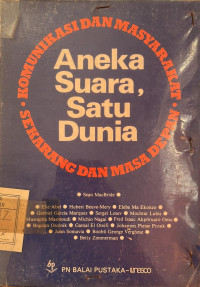 KOMUNIKASI DAN MASYARAKAT
Aneka
Suara,
Satu
Dunia
SEKARANG DAN MASA DEPAN
Sean MacBride
Elie Abel • Hubert Beuve-Mery • Elebe Ma Ekonzo
Gabriel Garcia Marquez • Sergei Losev • Mochtar Lubis
Mustapha Masmoudi • Michio Nagai • Fred Isaac Akporuaro Omu
Bogdan Osolnik • Gamal El Oteifi • Johannes Pieter Pronk
Juan Somavia • Boobli George Verghese
Betty Zimmerman
PN BALAI PUSTAKA-unesco